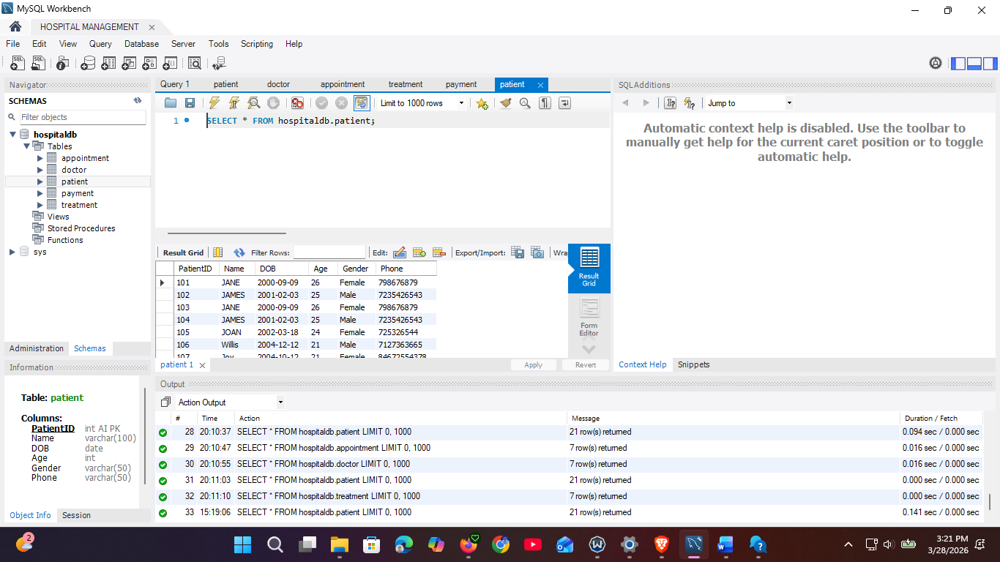 MySQL Workbench
HOSPITAL MANAGEMENT
File Edit View Query Database Server Tools Scripting Help
Navigator
SCHEMAS
Filter objects
hospitaldb
Tables
appointment
doctor
patient
payment
treatment
Views
Stored Procedures
Functions
sys
Administration Schemas
Information
Table: patient
Columns:
PatientID int AI PK
Name varchar(100)
DOB date
Age int
Gender varchar(50)
Phone varchar(50)
Object Info Session
Query 1 patient doctor appointment treatment payment patient
Limit to 1000 rows
1 SELECT * FROM hospitaldb.patient;
Result Grid Filter Rows: Edit: Export/Import: Wra
PatientID Name DOB Age Gender Phone
101 JANE 2000-09-09 26 Female 798676879
102 JAMES 2001-02-03 25 Male 7235426543
103 JANE 2000-09-09 26 Female 798676879
104 JAMES 2001-02-03 25 Male 7235426543
105 JOAN 2002-03-18 24 Female 725326544
106 Willis 2004-12-12 21 Male 7127363665
107 Joy 2004-10-12 21 Female 84672554378
Result
Grid
Form
Editor
patient 1 Apply Revert
SQLAdditions
Jump to
Automatic context help is disabled. Use the toolbar to
manually get help for the current caret position or to toggle
automatic help.
Context Help Snippets
Output
Action Output
# Time Action Message Duration / Fetch
28 20:10:37 SELECT * FROM hospitaldb.patient LIMIT 0, 1000 21 row(s) returned 0.094 sec / 0.000 sec
29 20:10:47 SELECT * FROM hospitaldb.appointment LIMIT 0, 1000 7 row(s) returned 0.016 sec / 0.000 sec
30 20:10:55 SELECT * FROM hospitaldb.doctor LIMIT 0, 1000 7 row(s) returned 0.016 sec / 0.000 sec
31 20:11:03 SELECT * FROM hospitaldb.patient LIMIT 0, 1000 21 row(s) returned 0.000 sec / 0.000 sec
32 20:11:10 SELECT * FROM hospitaldb.treatment LIMIT 0, 1000 7 row(s) returned 0.000 sec / 0.000 sec
33 15:19:06 SELECT * FROM hospitaldb.patient LIMIT 0, 1000 21 row(s) returned 0.141 sec / 0.000 sec
2
3:21 PM
3/28/2026